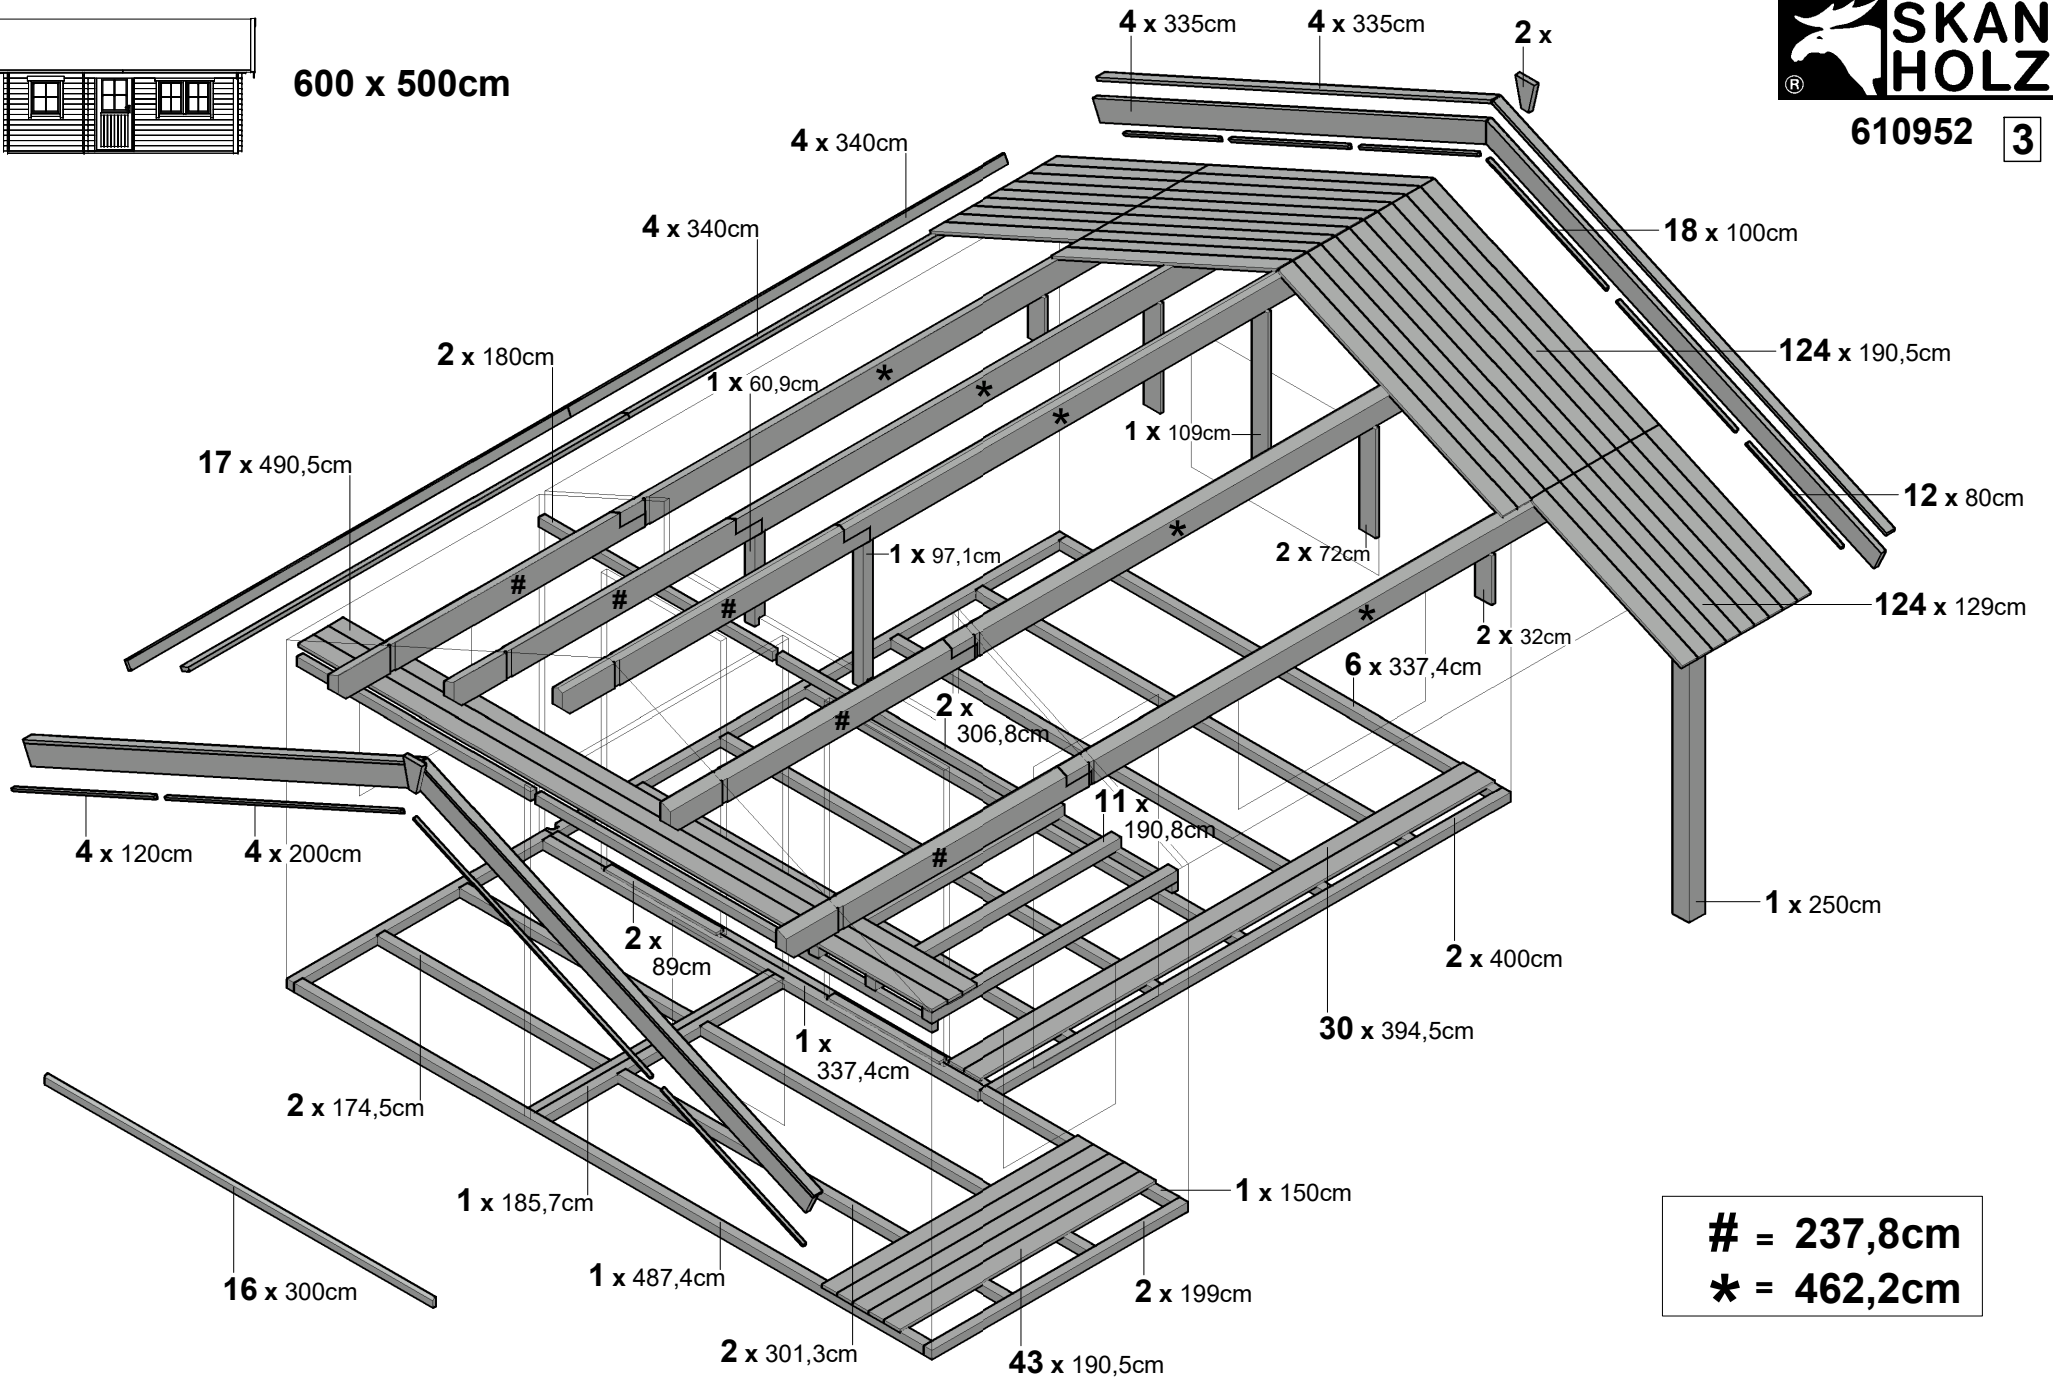 4 x 335cm
4 x 335cm
2 x
SKAN
HOLZ
®
600 x 500cm
610952 3
4 x 340cm
4 x 340cm
18 x 100cm
2 x 180cm
124 x 190,5cm
1 x 60,9cm
*
*
*
1 x 109cm
17 x 490,5cm
12 x 80cm
*
1 x 97,1cm
2 x 72cm
#
#
#
*
124 x 129cm
2 x 32cm
6 x 337,4cm
2 x
306,8cm
#
11 x
190,8cm
4 x 120cm
4 x 200cm
#
1 x 250cm
2 x
89cm
2 x 400cm
30 x 394,5cm
1 x
337,4cm
2 x 174,5cm
1 x 185,7cm
1 x 150cm
16 x 300cm
1 x 487,4cm
2 x 199cm
2 x 301,3cm
43 x 190,5cm
# = 237,8cm
* = 462,2cm